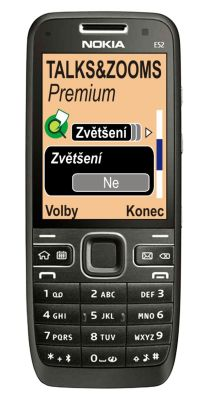 NOKIA E52
TALKS&ZOOMS
Premium
Zvětšení
Zvětšení
Ne
Volby Konec
1 2 ABC DEF 3
4 GHI 5 JKL MNO 6
7 PQRS 8 TUV WXYZ 9
* + 0 #